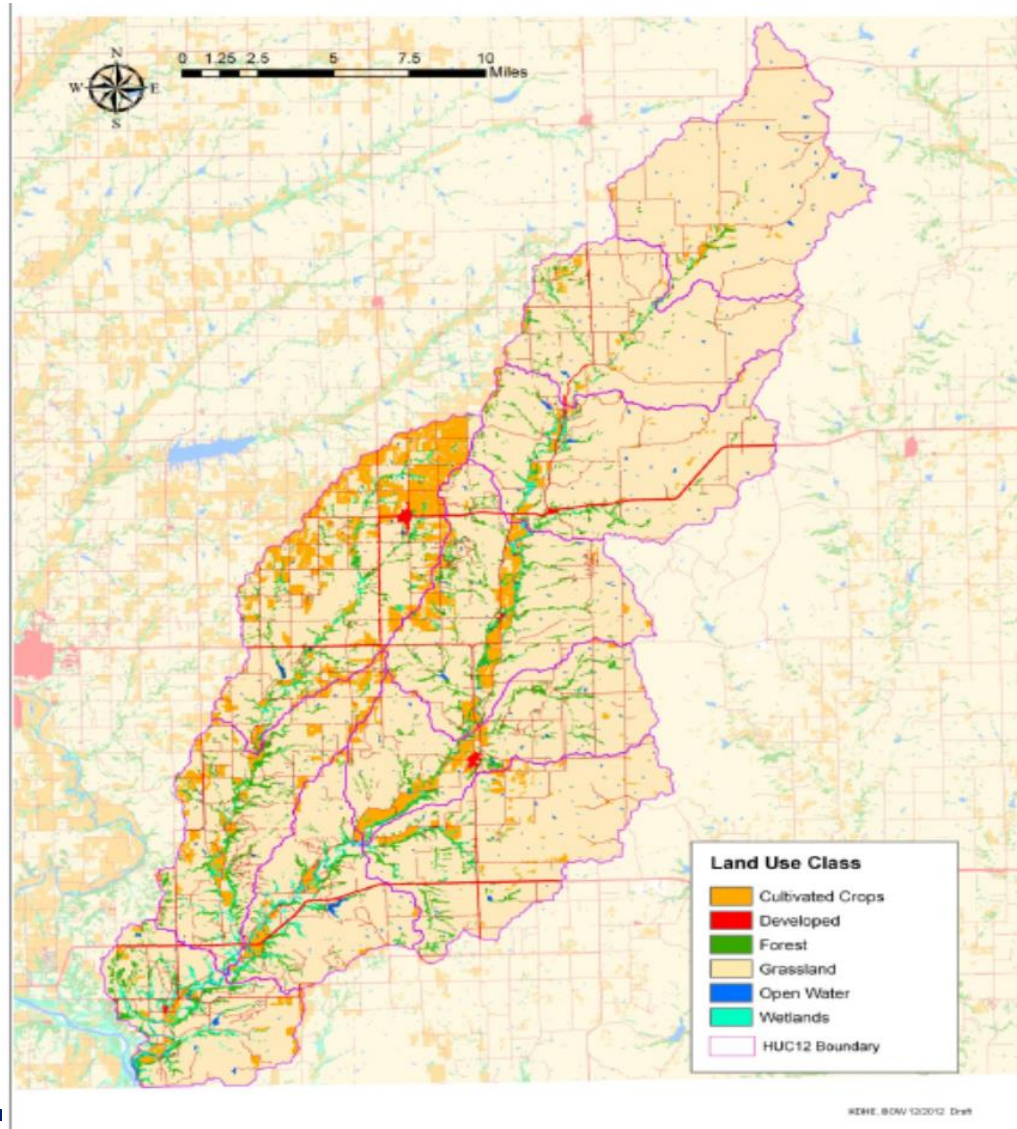 N
W E
S
0 1.25 2.5 5 7.5 10
Miles
Land Use Class
Cultivated Crops
Developed
Forest
Grassland
Open Water
Wetlands
HUC12 Boundary
KDHE, BOW 12/2012 Draft